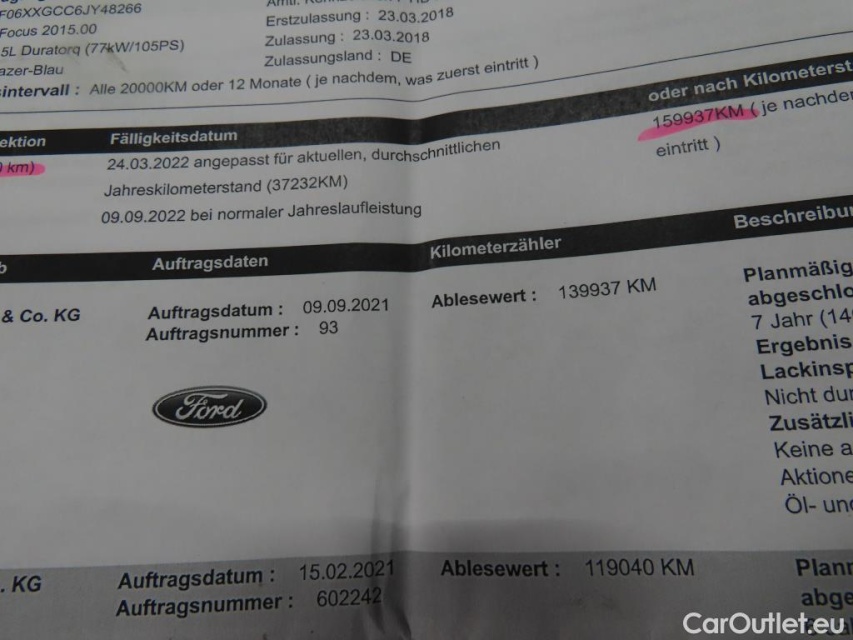 F06XXGCC6JY48266
Erstzulassung : 23.03.2018
Focus 2015.00
Zulassung : 23.03.2018
5L Duratorq (77kW/105PS)
Zulassungsland : DE
azer-Blau
sintervall : Alle 20000KM oder 12 Monate ( je nachdem, was zuerst eintritt )
ektion Fälligkeitsdatum oder nach Kilometerst
km) 24.03.2022 angepasst für aktuellen, durchschnittlichen 159937KM ( je nachde
Jahreskilometerstand (37232KM) eintritt )
09.09.2022 bei normaler Jahreslaufleistung
b Auftragsdaten Kilometerzähler Beschreibu
& Co. KG Auftragsdatum : 09.09.2021 Ablesewert : 139937 KM Planmäßig
Auftragsnummer : 93 abgeschlo
7 Jahr (14
Ergebnis
Lackinsp
Ford Nicht du
Zusätzli
Keine a
Aktione
Öl- un
. KG Auftragsdatum : 15.02.2021 Ablesewert : 119040 KM Plan
Auftragsnummer : 602242 abge
CarOutlet.eu